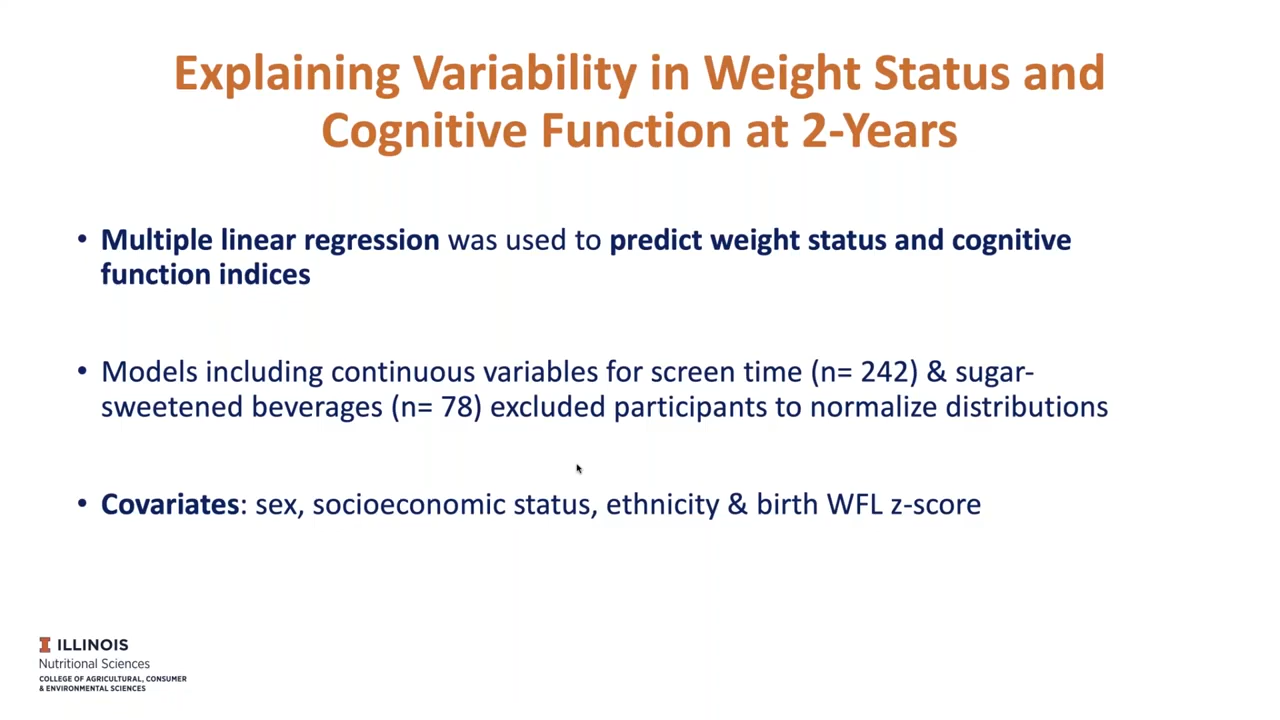 Explaining Variability in Weight Status and
Cognitive Function at 2-Years
• Multiple linear regression was used to predict weight status and cognitive
function indices
• Models including continuous variables for screen time (n= 242) & sugar-
sweetened beverages (n= 78) excluded participants to normalize distributions
• Covariates: sex, socioeconomic status, ethnicity & birth WFL z-score
I ILLINOIS
Nutritional Sciences
COLLEGE OF AGRICULTURAL, CONSUMER
& ENVIRONMENTAL SCIENCES